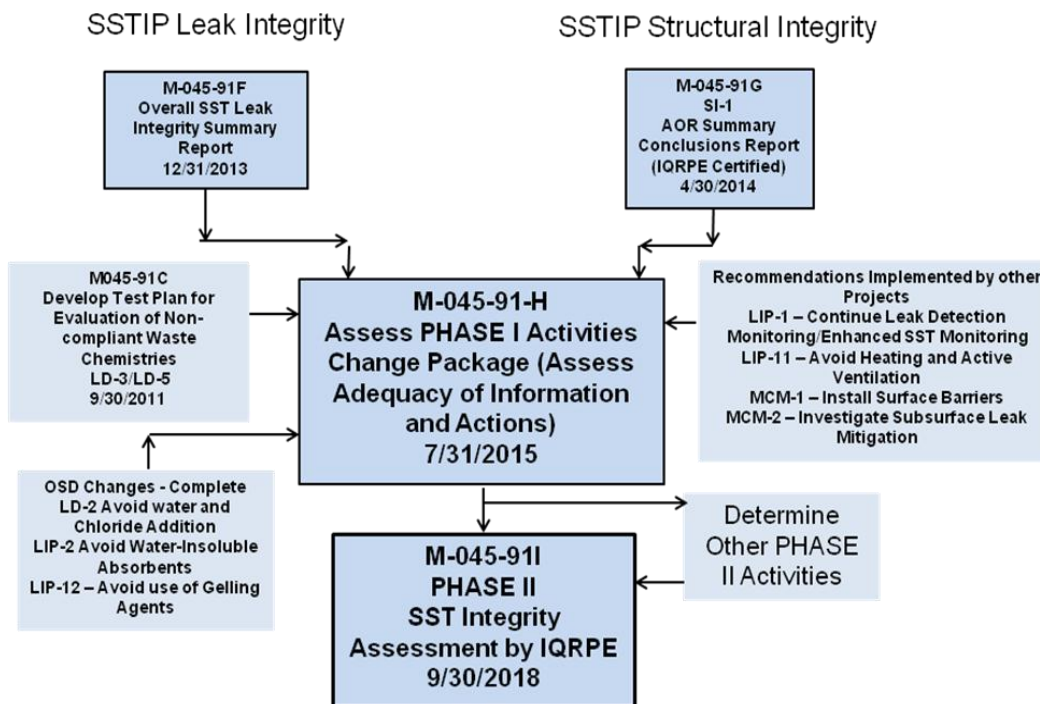 SSTIP Leak Integrity
SSTIP Structural Integrity
M-045-91F
Overall SST Leak
Integrity Summary
Report
12/31/2013
M-045-91G
SI-1
AOR Summary
Conclusions Report
(IQRPE Certified)
4/30/2014
M045-91C
Develop Test Plan for
Evaluation of Non-
compliant Waste
Chemistries
LD-3/LD-5
9/30/2011
M-045-91-H
Assess PHASE I Activities
Change Package (Assess
Adequacy of Information
and Actions)
7/31/2015
Recommendations Implemented by other
Projects
LIP-1 – Continue Leak Detection
Monitoring/Enhanced SST Monitoring
LIP-11 – Avoid Heating and Active
Ventilation
MCM-1 – Install Surface Barriers
MCM-2 – Investigate Subsurface Leak
Mitigation
OSD Changes - Complete
LD-2 Avoid water and
Chloride Addition
LIP-2 Avoid Water-Insoluble
Absorbents
LIP-12 – Avoid use of Gelling
Agents
Determine
Other PHASE
II Activities
M-045-91I
PHASE II
SST Integrity
Assessment by IQRPE
9/30/2018